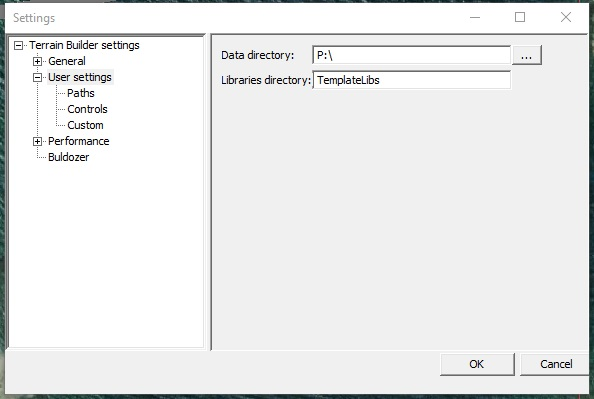 Settings
Terrain Builder settings
General
User settings
Paths
Controls
Custom
Performance
Buldozer
Data directory: P:\ ...
Libraries directory: TemplateLibs
OK Cancel